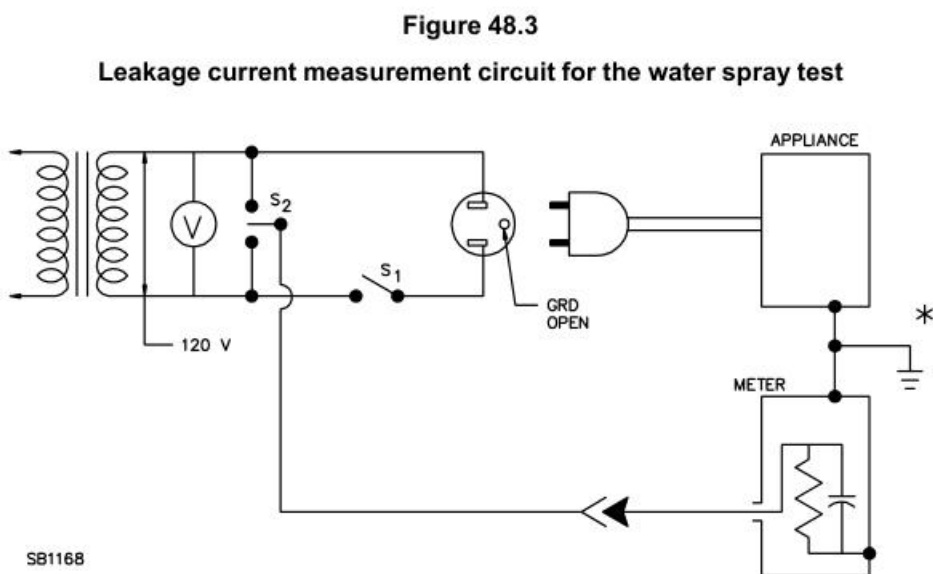 Figure 48.3
Leakage current measurement circuit for the water spray test
APPLIANCE
S2
V
S1
GRD
OPEN
*
120 V
METER
SB1168